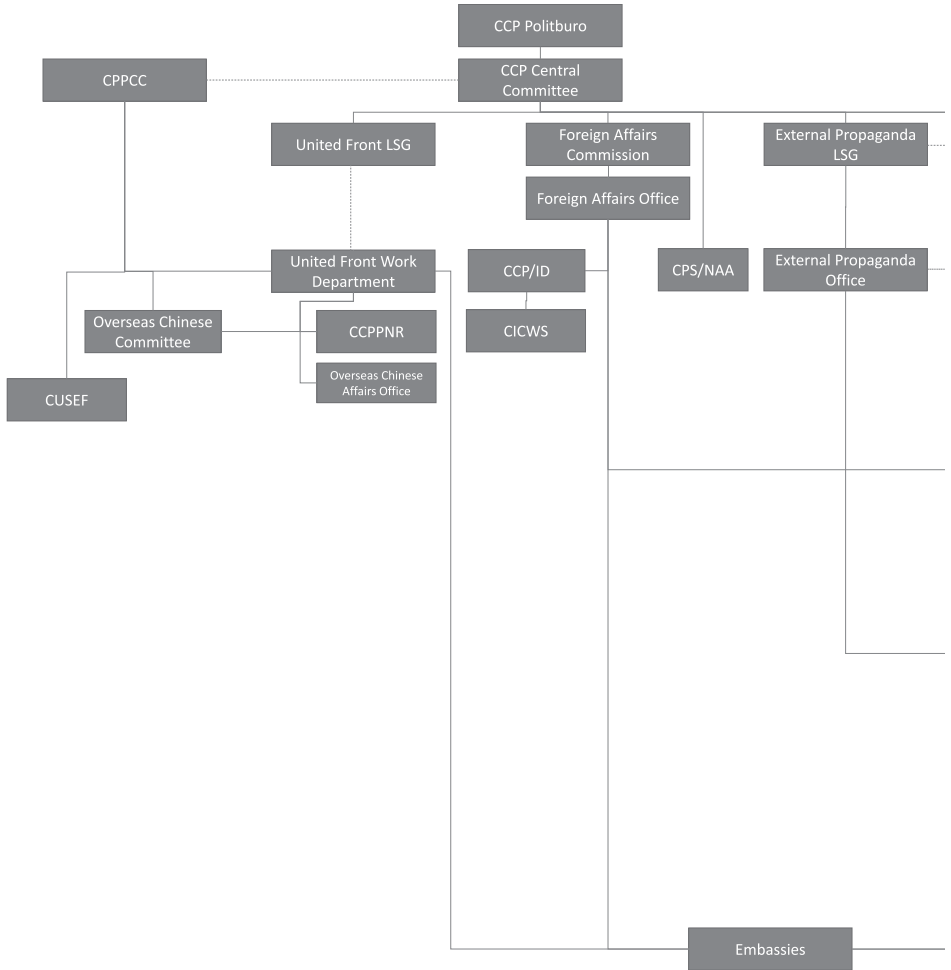 CCP Politburo
CPPCC
CCP Central
Committee
United Front LSG
Foreign Affairs
Commission
External Propaganda
LSG
Foreign Affairs Office
United Front Work
Department
CCP/ID
CPS/NAA
External Propaganda
Office
Overseas Chinese
Committee
CCPPNR
CICWS
Overseas Chinese
Affairs Office
CUSEF
Embassies